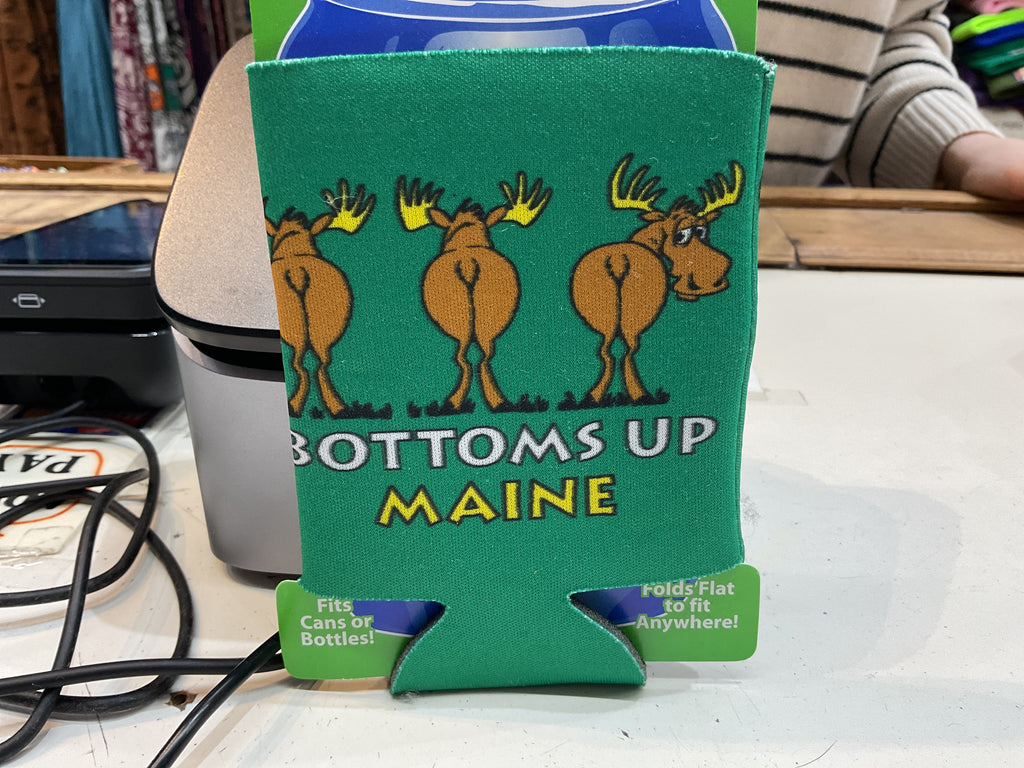 BOTTOMS UP
MAINE
Fits
Cans or
Bottles!
Folds Flat
to fit
Anywhere!